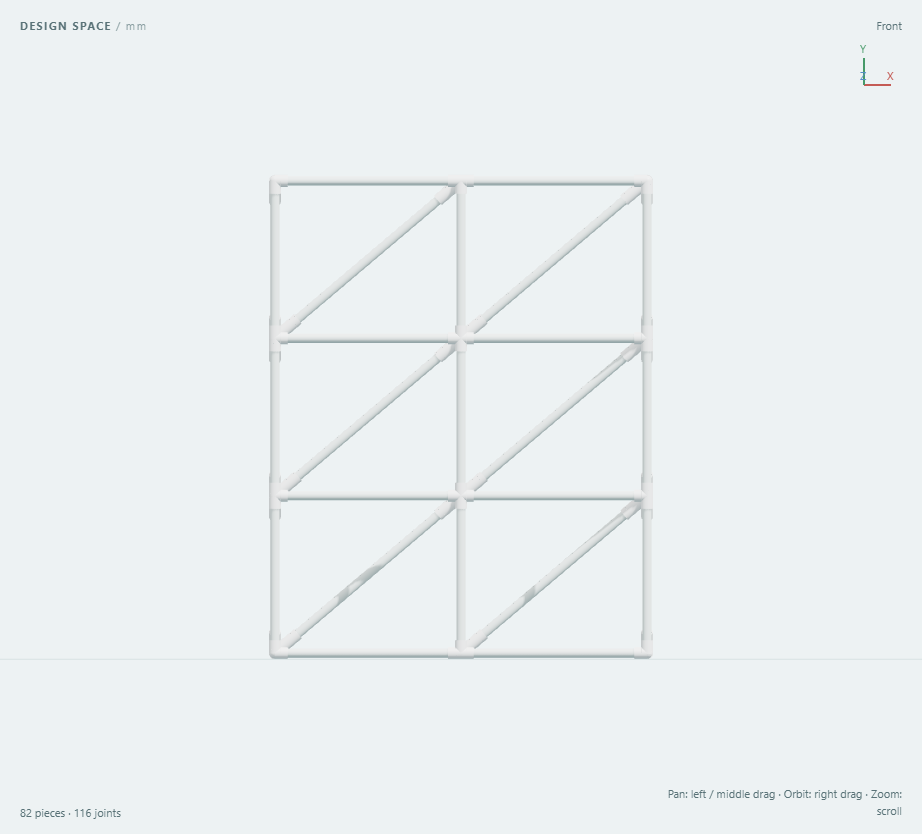 DESIGN SPACE / mm
Front
Y
Z
X
82 pieces · 116 joints
Pan: left / middle drag · Orbit: right drag · Zoom:
scroll